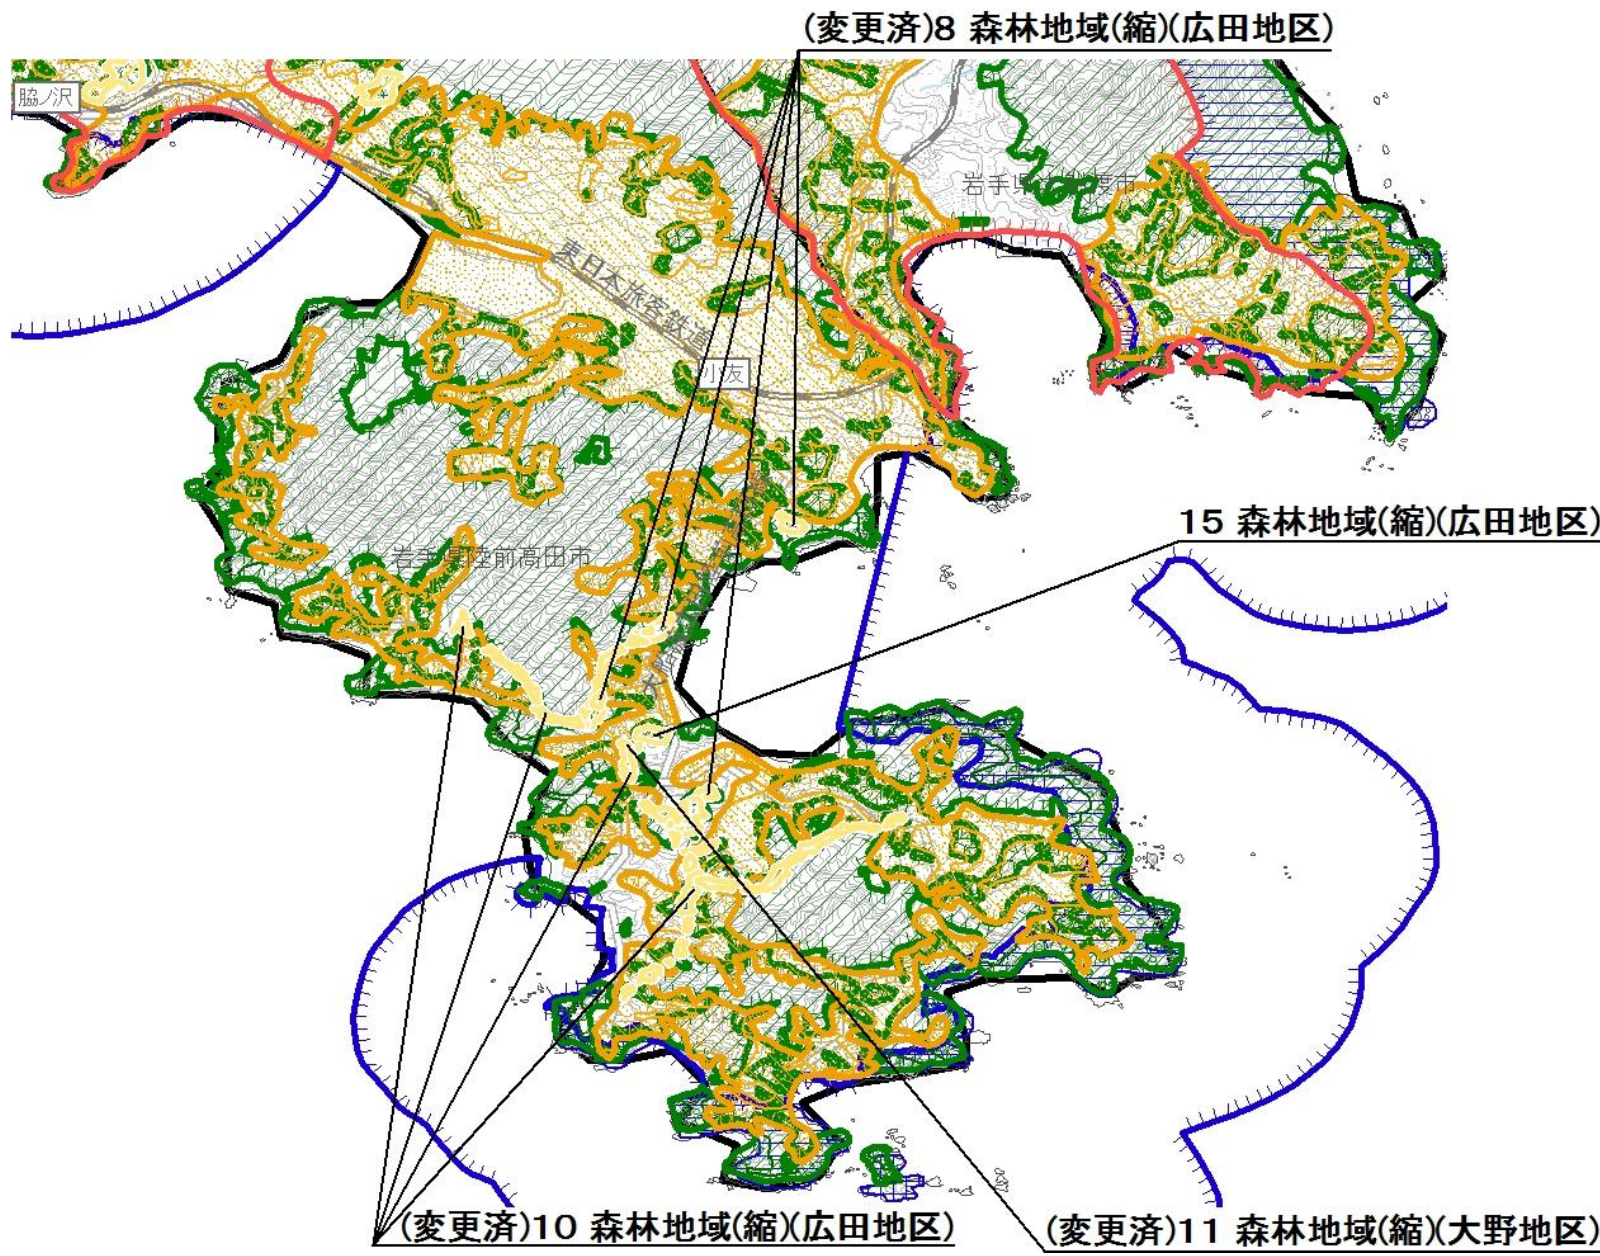 (変更済)8 森林地域(縮)(広田地区)
脇ノ沢
東日本旅客鉄道
小友
15 森林地域(縮)(広田地区)
岩手県陸前高田市
(変更済)10 森林地域(縮)(広田地区)
(変更済)11 森林地域(縮)(大野地区)